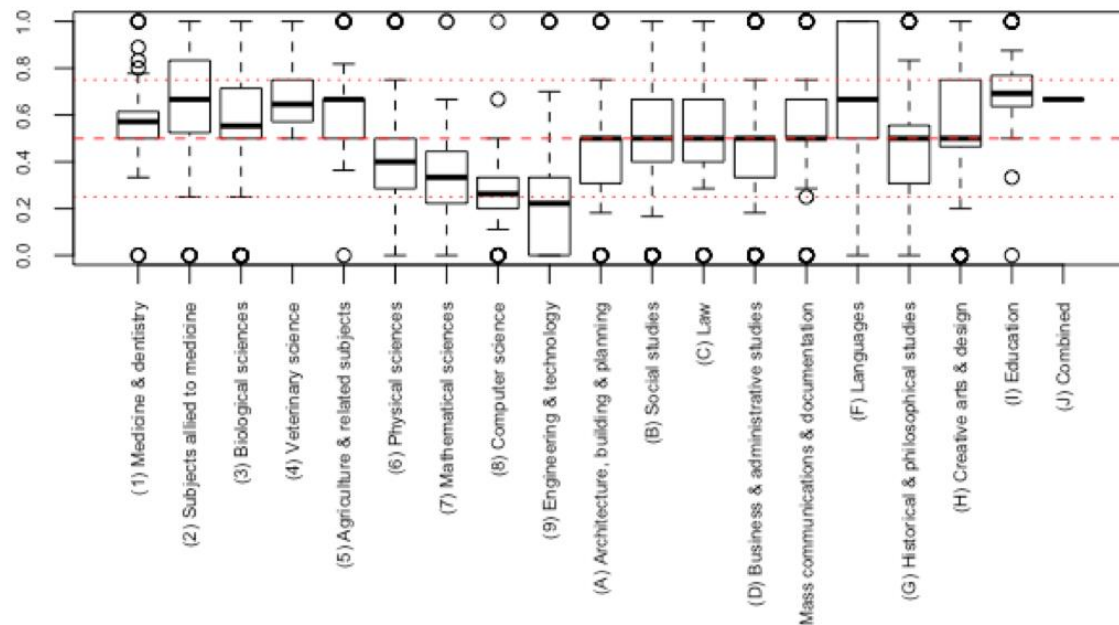 1.0
0.8
0.6
0.4
0.2
0.0
(1) Medicine & dentistry
(2) Subjects allied to medicine
(3) Biological sciences
(4) Veterinary science
(5) Agriculture & related subjects
(6) Physical sciences
(7) Mathematical sciences
(8) Computer science
(9) Engineering & technology
(A) Architecture, building & planning
(B) Social studies
(C) Law
(D) Business & administrative studies
Mass communications & documentation
(F) Languages
(G) Historical & philosophical studies
(H) Creative arts & design
(I) Education
(J) Combined